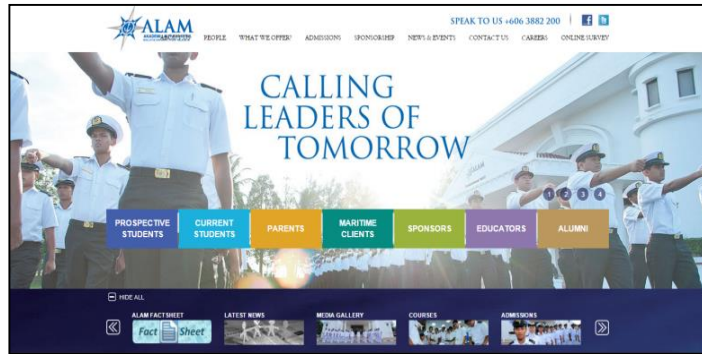 SPEAK TO US +606 3882 200
ALAM
PEOPLE WHAT WE OFFER? ADMISSIONS SPONSORSHIP NEWS & EVENTS CONTACT US CAREERS ONLINE SURVEY
CALLING
LEADERS OF
TOMORROW
1 2 3 4
PROSPECTIVE
STUDENTS
CURRENT
STUDENTS
PARENTS
MARITIME
CLIENTS
SPONSORS
EDUCATORS
ALUMNI
HIDE ALL
ALAM FACT SHEET LATEST NEWS MEDIA GALLERY COURSES ADMISSIONS
Fact Sheet